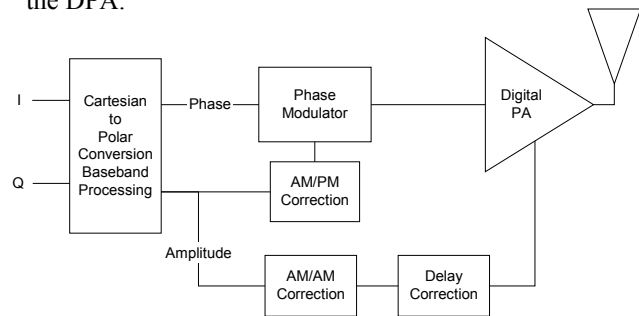 the DPA.
I
Q
Cartesian
to
Polar
Conversion
Baseband
Processing
Phase
Phase
Modulator
AM/PM
Correction
Digital
PA
Amplitude
AM/AM
Correction
Delay
Correction